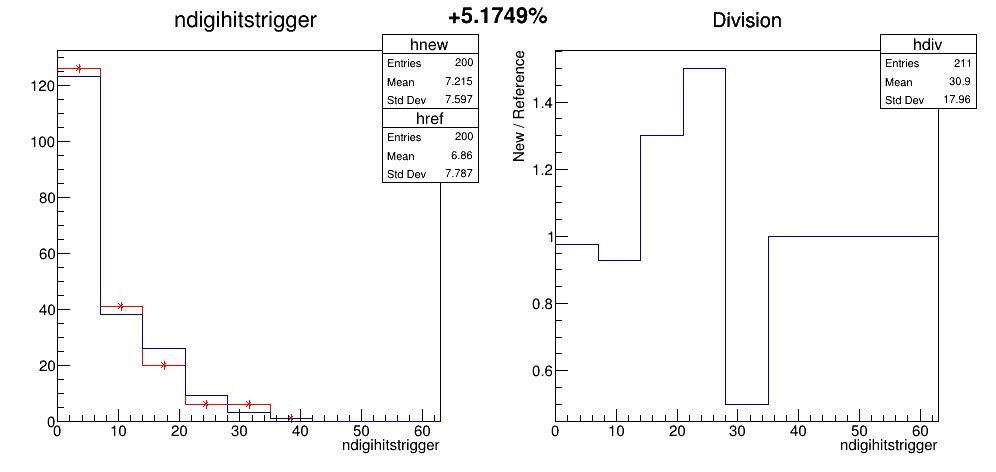 +5.1749%
ndigihitstrigger
hnew
Entries 200
Mean 7.215
Std Dev 7.597
href
Entries 200
Mean 6.86
Std Dev 7.787
120
100
80
60
40
20
0
0 10 20 30 40 50 60
ndigihitstrigger
Division
hdiv
Entries 211
Mean 30.9
Std Dev 17.96
New / Reference
1.4
1.2
1
0.8
0.6
0 10 20 30 40 50 60
ndigihitstrigger